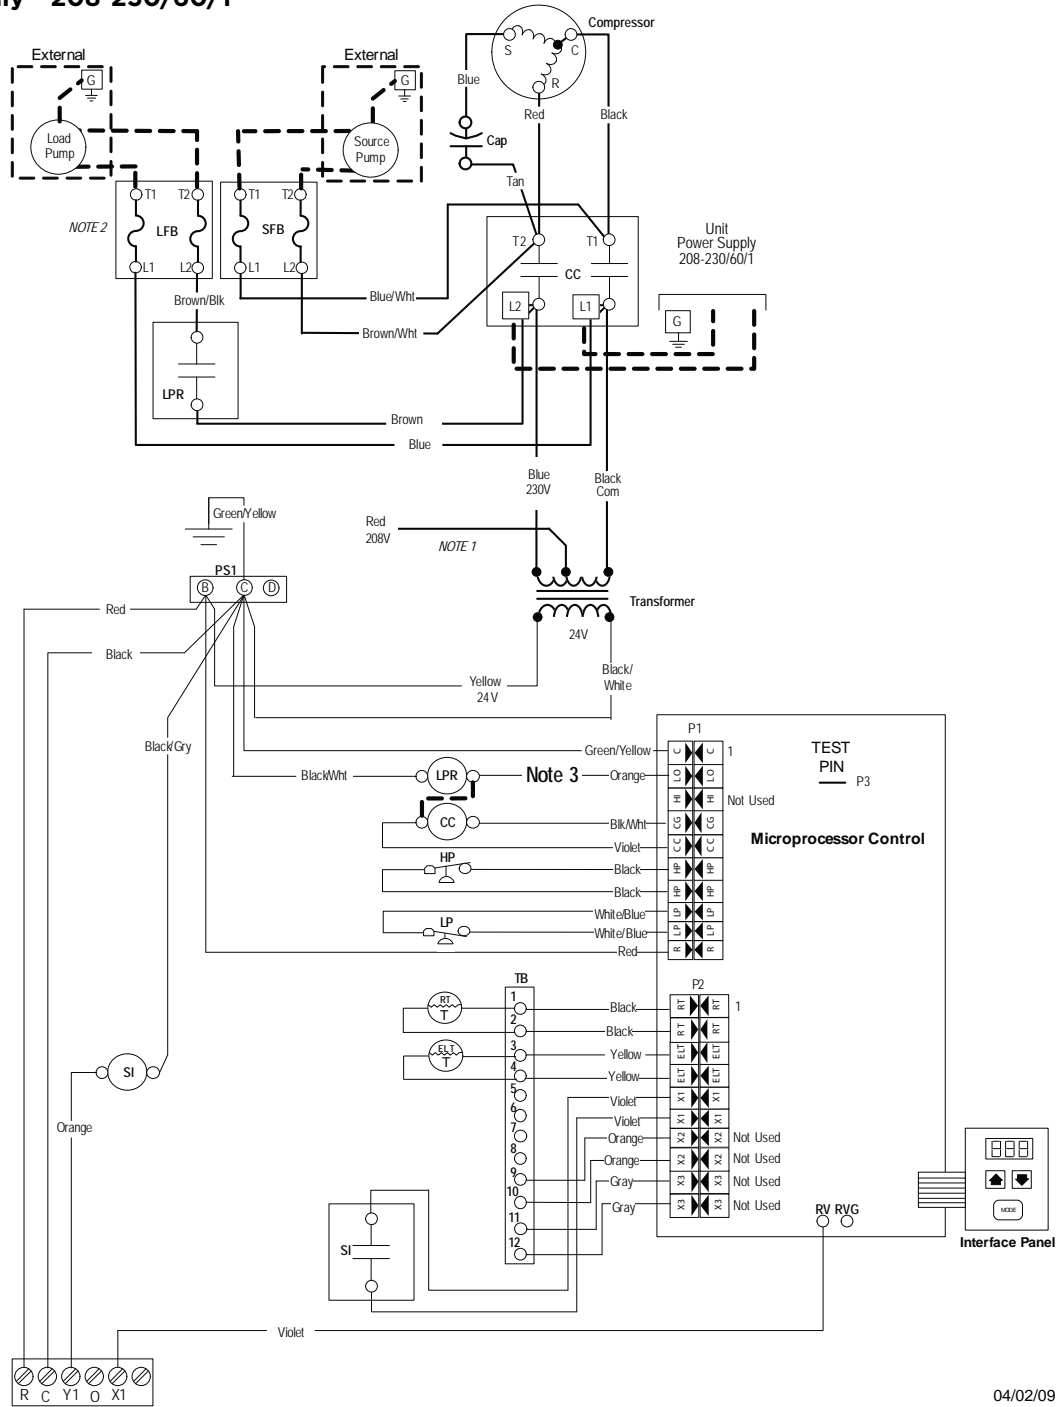 208-230/60/1
Compressor
External
External
G
G
S
C
R
Blue
Red
Black
Load
Pump
Source
Pump
Cap
Tan
T1
T2
T1
T2
NOTE 2
LFB
SFB
L1
L2
L1
L2
T2
T1
CC
L2
L1
Unit
Power Supply
208-230/60/1
G
Brown/Blk
Blue/Wht
Brown/Wht
LPR
Brown
Blue
Blue
230V
Black
Com
Green/Yellow
Red
208V
NOTE 1
PS1
B
C
D
Transformer
24V
Red
Black
Yellow
24 V
Black/
White
Black/Gry
P1
Green/Yellow
C
C
1
TEST
PIN
P3
Black/Wht
LPR
Note 3
Orange
LO
LO
HI
HI
Not Used
CC
Blk/Wht
CG
CG
Microprocessor Control
Violet
CC
CC
HP
Black
HP
HP
Black
HP
HP
White/Blue
LP
LP
LP
White/Blue
LP
LP
Red
R
R
TB
P2
RT
T
1
Black
RT
RT
1
2
Black
RT
RT
ELT
T
3
Yellow
ELT
ELT
4
Yellow
ELT
ELT
5
Violet
X1
X1
6
Violet
X1
X1
7
Orange
X2
X2
Not Used
8
Orange
X2
X2
Not Used
9
Gray
X3
X3
Not Used
10
Gray
X3
X3
Not Used
11
12
SI
Orange
SI
RV RVG
MODE
Interface Panel
Violet
R
C
Y1
O
X1
04/02/09